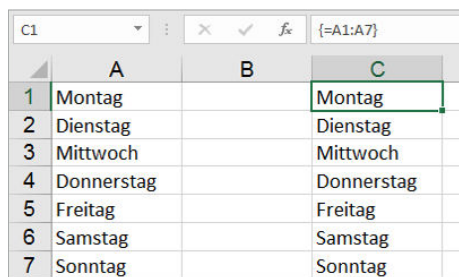 C1 fx {=A1:A7}
A B C
1 Montag Montag
2 Dienstag Dienstag
3 Mittwoch Mittwoch
4 Donnerstag Donnerstag
5 Freitag Freitag
6 Samstag Samstag
7 Sonntag Sonntag